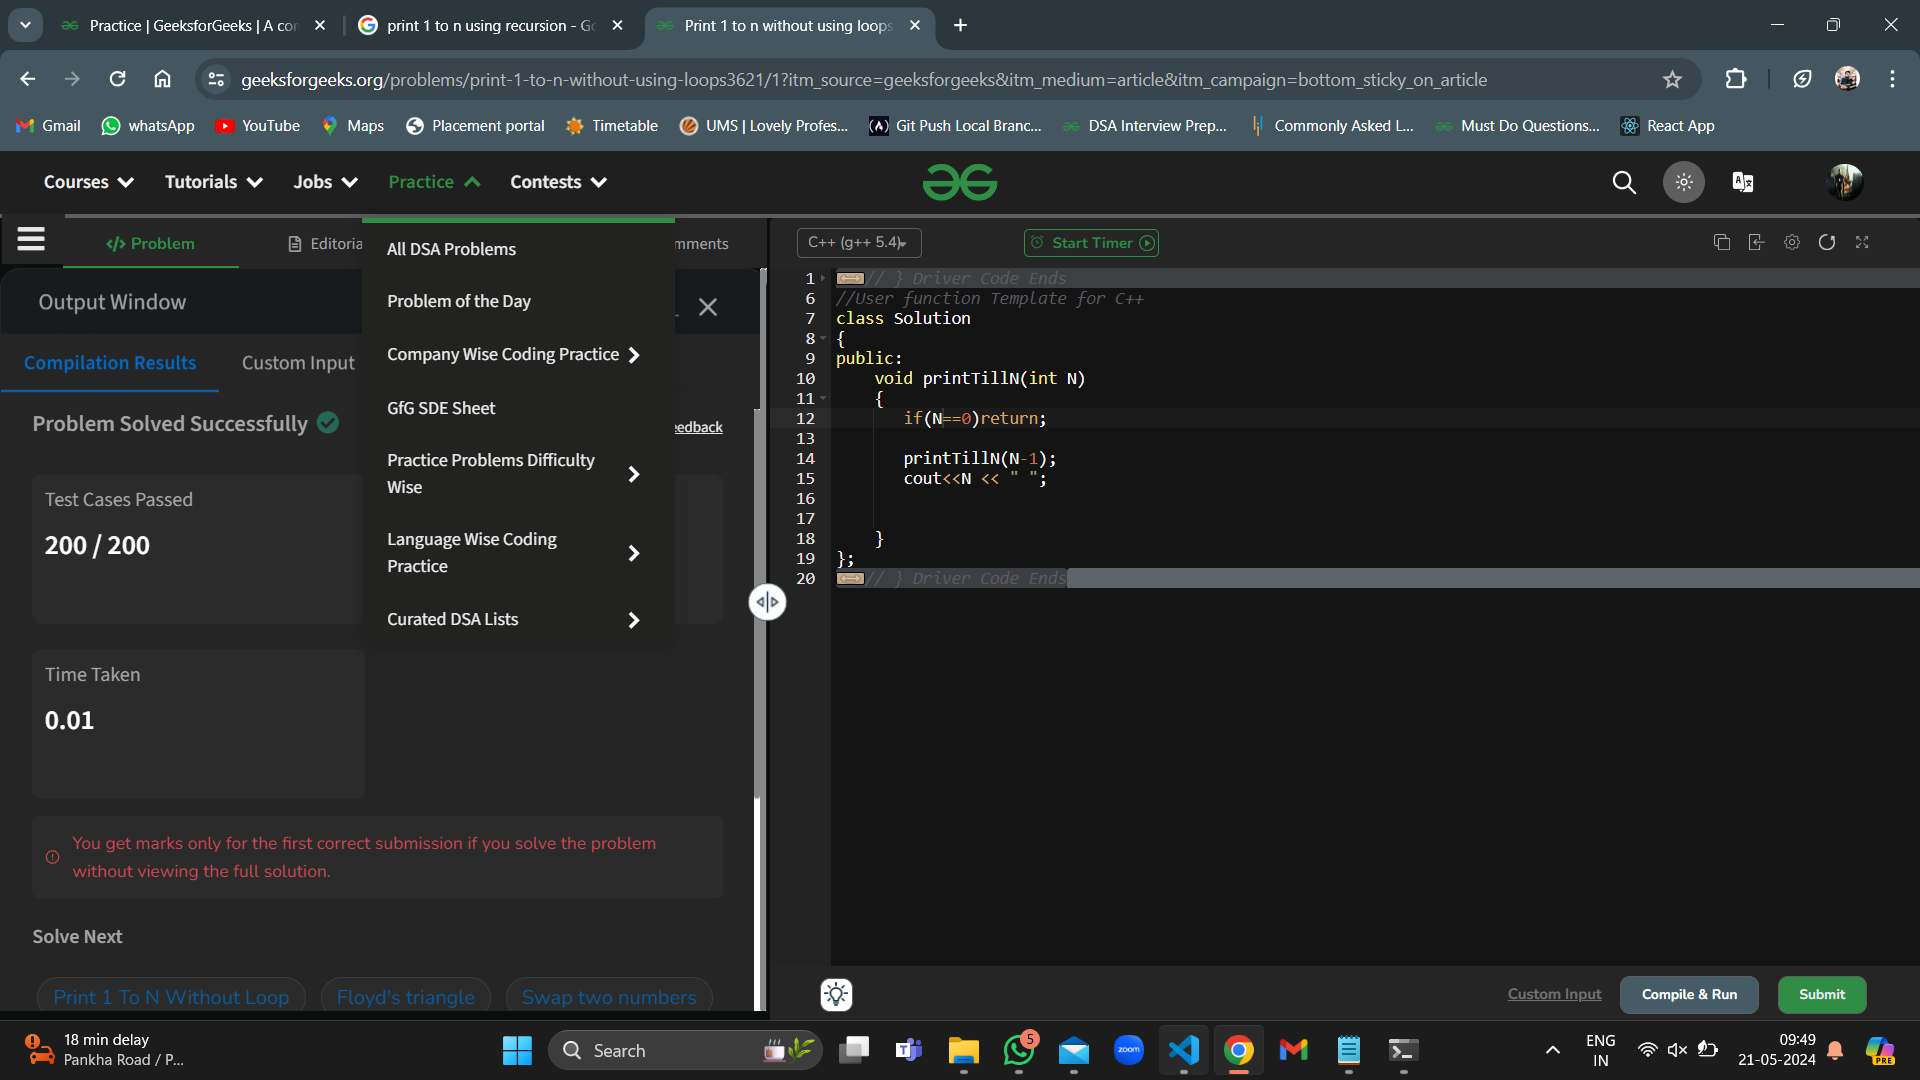 Practice | GeeksforGeeks | A con
print 1 to n using recursion - Go
Print 1 to n without using loops
geeksforgeeks.org/problems/print-1-to-n-without-using-loops3621/1?itm_source=geeksforgeeks&itm_medium=article&itm_campaign=bottom_sticky_on_article
Gmail
whatsApp
YouTube
Maps
Placement portal
Timetable
UMS | Lovely Profes...
Git Push Local Branc...
DSA Interview Prep...
Commonly Asked L...
Must Do Questions...
React App
Courses
Tutorials
Jobs
Practice
Contests
</> Problem
Editoria
mments
All DSA Problems
Problem of the Day
Company Wise Coding Practice
GfG SDE Sheet
Practice Problems Difficulty
Wise
Language Wise Coding
Practice
Curated DSA Lists
Output Window
Compilation Results
Custom Input
Problem Solved Successfully
eedback
Test Cases Passed
200 / 200
Time Taken
0.01
You get marks only for the first correct submission if you solve the problem
without viewing the full solution.
Solve Next
Print 1 To N Without Loop
Floyd's triangle
Swap two numbers
C++ (g++ 5.4)
Start Timer
1 // } Driver Code Ends
6 //User function Template for C++
7 class Solution
8 {
9 public:
10 void printTillN(int N)
11 {
12 if(N==0)return;
13
14 printTillN(N-1);
15 cout<<N << " ";
16
17
18 }
19 };
20 // } Driver Code Ends
Custom Input
Compile & Run
Submit
18 min delay
Pankha Road / P...
Search
5
zoom
ENG
IN
09:49
21-05-2024
PRE